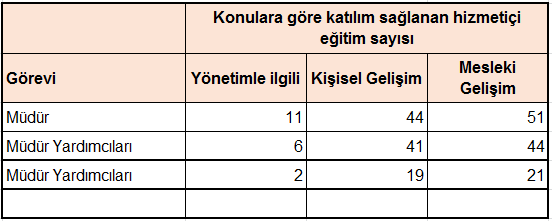 Konulara göre katılım sağlanan hizmetiçi
eğitim sayısı
Görevi Yönetimle ilgili Kişisel Gelişim Mesleki Gelişim
Müdür 11 44 51
Müdür Yardımcıları 6 41 44
Müdür Yardımcıları 2 19 21